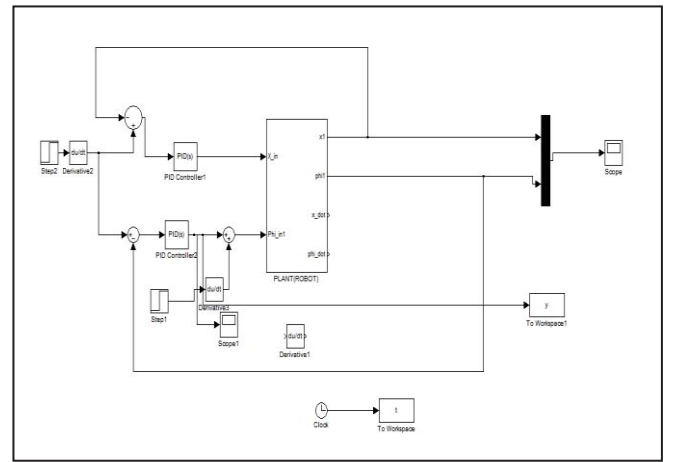 x1
du/dt
PID(s)
X_in
Step2
Derivative2
PID Controller1
Scope
phi1
x_dot
PID(s)
Phi_in1
phi_dot
PID Controller2
PLANT(ROBOT)
du/dt
Step1
Derivative3
y
To Workspace1
Scope1
du/dt
Derivative1
t
Clock
To Workspace